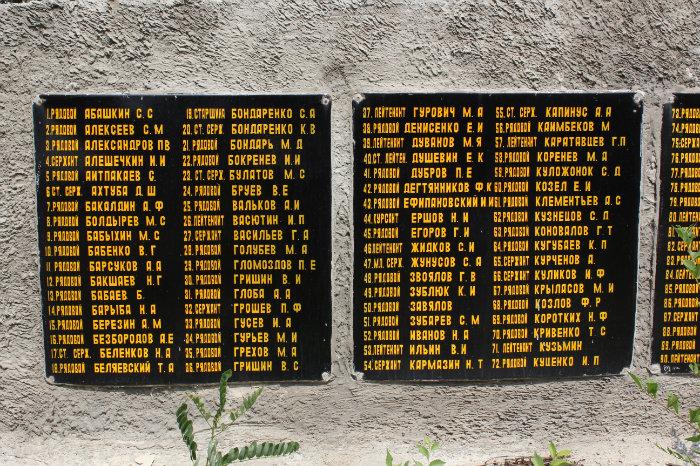 1.РЯДОВОЙ АБАШКИН С.С
2.РЯДОВОЙ АЛЕКСЕЕВ С.М
3.РЯДОВОЙ АЛЕКСАНДРОВ ПВ
4.СЕРЖАНТ АЛЕШЕЧКИН И.И
5.РЯДОВОЙ АИТПАКАЕВ С.
6 СТ. СЕРЖ. АХТУБА Д.Ш
7.РЯДОВОЙ БАКАЛДИН А.Ф
8.РЯДОВОЙ БОЛДЫРЕВ М.С
9.РЯДОВОЙ БАБЫХИН М.С
10.РЯДОВОЙ БАБЕНКО В.Г
11.РЯДОВОЙ БАРСУКОВ А.А
12.РЯДОВОЙ БАКШАЕВ Н.Г
13.РЯДОВОЙ БАБАЕВ Б.
14.РЯДОВОЙ БАРЫБА Н.А
15.РЯДОВОЙ БЕРЕЗИН А.М
16.РЯДОВОЙ БЕЗБОРОДОВ А.Е
17.СТ. СЕРЖ. БЕЛЕНКОВ Н.А
18.РЯДОВОЙ БЕЛЯЕВСКИЙ Т.А
19.СТАРШИНА БОНДАРЕНКО С.А
20.СТ. СЕРЖ. БОНДАРЕНКО К.В
21.РЯДОВОЙ БОНДАРЬ М.Д
22.РЯДОВОЙ БОКРЕНЕВ И.И
23.СТ. СЕРЖ. БУЛАТОВ М.С
24.РЯДОВОЙ БРУЕВ В.Е
25.РЯДОВОЙ ВАЛЬКОВ А.И
26.ЛЕЙТЕНАНТ ВАСЮТИН И.П
27.СЕРЖАНТ ВАСИЛЬЕВ Г.А
28.РЯДОВОЙ ГОЛУБЕВ М.А
29.РЯДОВОЙ ГЛОМОЗДОВ П.Е
30.РЯДОВОЙ ГРИШИН В.И
31.РЯДОВОЙ ГЛОБА А.А
32.СЕРЖАНТ ГРОШЕВ П.Ф
33.РЯДОВОЙ ГУСЕВ И.А
34.РЯДОВОЙ ГУРЬЕВ М.И
35.РЯДОВОЙ ГРЕХОВ М.А
36.РЯДОВОЙ ГРИШИН В.С
37.ЛЕЙТЕНАНТ ГУРОВИЧ М.А
38.РЯДОВОЙ ДЕНИСЕНКО Е.И
39.ЛЕЙТЕНАНТ ДУВАНОВ М.Я
40.СТ. ЛЕЙТЕН. ДУШЕВИН Е.К
41.РЯДОВОЙ ДУБРОВ П.Е
42.РЯДОВОЙ ДЕГТЯННИКОВ Ф К
43.РЯДОВОЙ ЕФИПАНОВСКИЙ И И
44.КУРСАНТ ЕРШОВ Н.И
45.РЯДОВОЙ ЕГОРОВ Г.И
46.ЛЕЙТЕНАНТ ЖИДКОВ С.И
47.МЛ. СЕРЖ. ЖУНУСОВ С.А
48.РЯДОВОЙ ЗВОЯЛОВ Г.В
49.РЯДОВОЙ ЗУБЛЮК К.И
50.РЯДОВОЙ ЗАВЯЛОВ
51.РЯДОВОЙ ЗУБАРЕВ С.М
52.РЯДОВОЙ ИВАНОВ Н.А
53.ЛЕЙТЕНАНТ ИЛЬИН В.И
54.СЕРЖАНТ КАРМАЗИН Н.Т
55.СТ. СЕРЖ. КАПИНУС А.А
56.РЯДОВОЙ КАИМБЕКОВ М
57.ЛЕЙТЕНАНТ КАРАТЯВЦЕВ Г.П
58.РЯДОВОЙ КОРЕНЕВ М.А
59.РЯДОВОЙ КУЛОЖОНОК С.Д
60.РЯДОВОЙ КОЗЕЛ Е.И
61.РЯДОВОЙ КЛЕМЕНТЬЕВ А.С
62.РЯДОВОЙ КУЗНЕЦОВ С.Д
63.РЯДОВОЙ КОНОВАЛОВ Г.Т
64.РЯДОВОЙ КУГУБАЕВ К.П
65.СЕРЖАНТ КУРЧЕНОВ А.
66.СЕРЖАНТ КУЛИКОВ И.Ф
67.РЯДОВОЙ КРЫЛАСОВ М.И
68.РЯДОВОЙ КОЗЛОВ Ф.Р
69.РЯДОВОЙ КОРОТКИХ Н.Ф
70.РЯДОВОЙ КРИВЕНКО Т.С
71.ЛЕЙТЕНАНТ КУЗЬМИН
72.РЯДОВОЙ КУЦЕНКО И.П